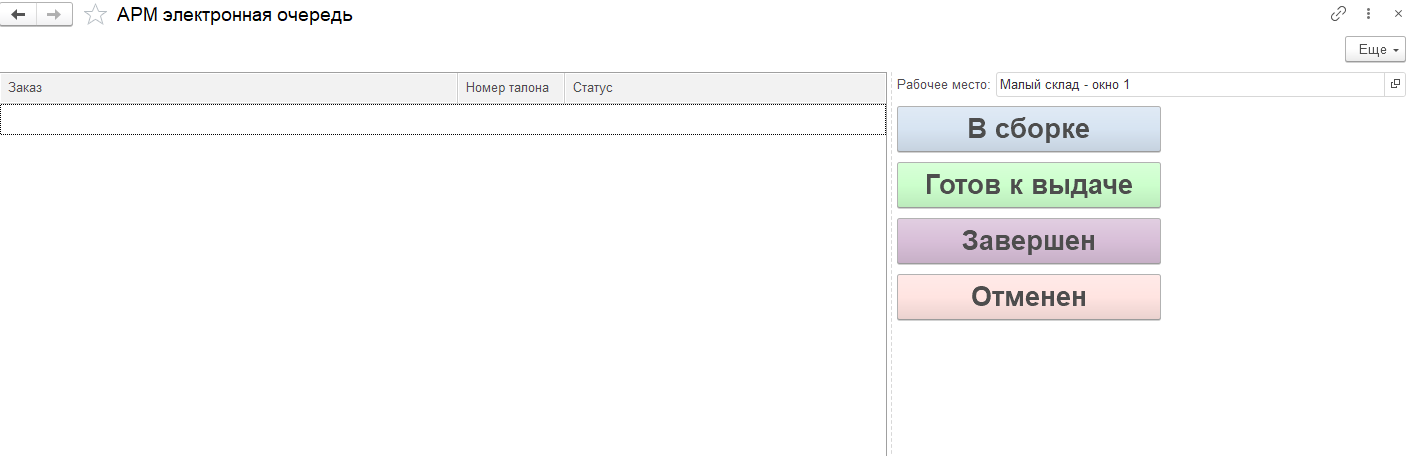 АРМ электронная очередь
Еще
Заказ Номер талона Статус
Рабочее место: Малый склад - окно 1
В сборке
Готов к выдаче
Завершен
Отменен